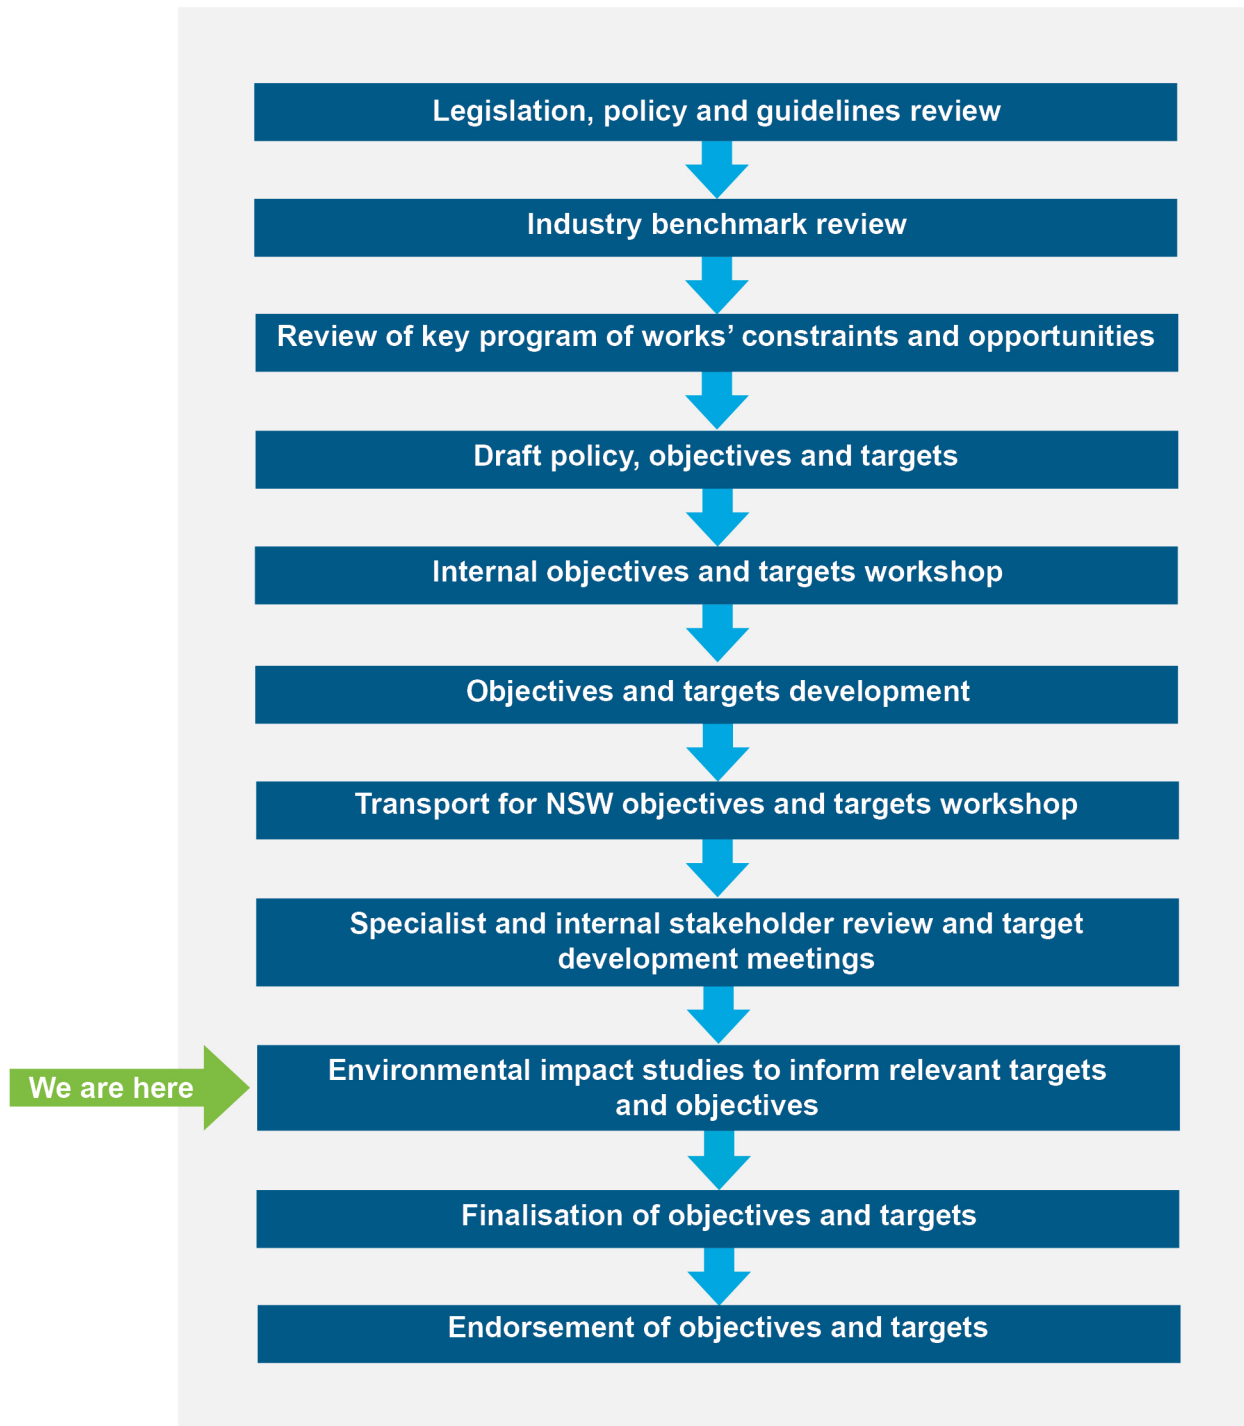 Legislation, policy and guidelines review
Industry benchmark review
Review of key program of works’ constraints and opportunities
Draft policy, objectives and targets
Internal objectives and targets workshop
Objectives and targets development
Transport for NSW objectives and targets workshop
Specialist and internal stakeholder review and target
development meetings
We are here
Environmental impact studies to inform relevant targets
and objectives
Finalisation of objectives and targets
Endorsement of objectives and targets